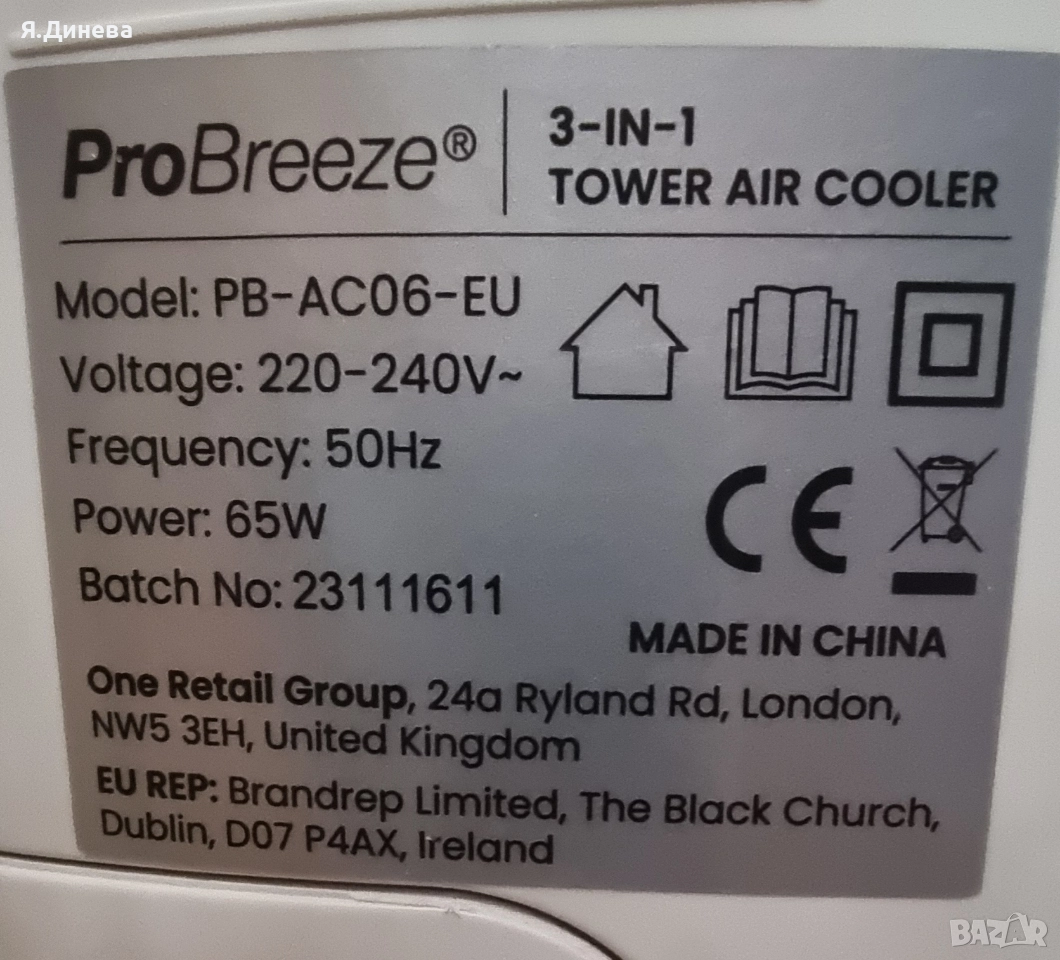 Я.Динева
ProBreeze®
3-IN-1
TOWER AIR COOLER
Model: PB-AC06-EU
Voltage: 220-240V~
Frequency: 50Hz
Power: 65W
Batch No: 23111611
CE
MADE IN CHINA
One Retail Group, 24a Ryland Rd, London,
NW5 3EH, United Kingdom
EU REP: Brandrep Limited, The Black Church,
Dublin, D07 P4AX, Ireland
BAZAR